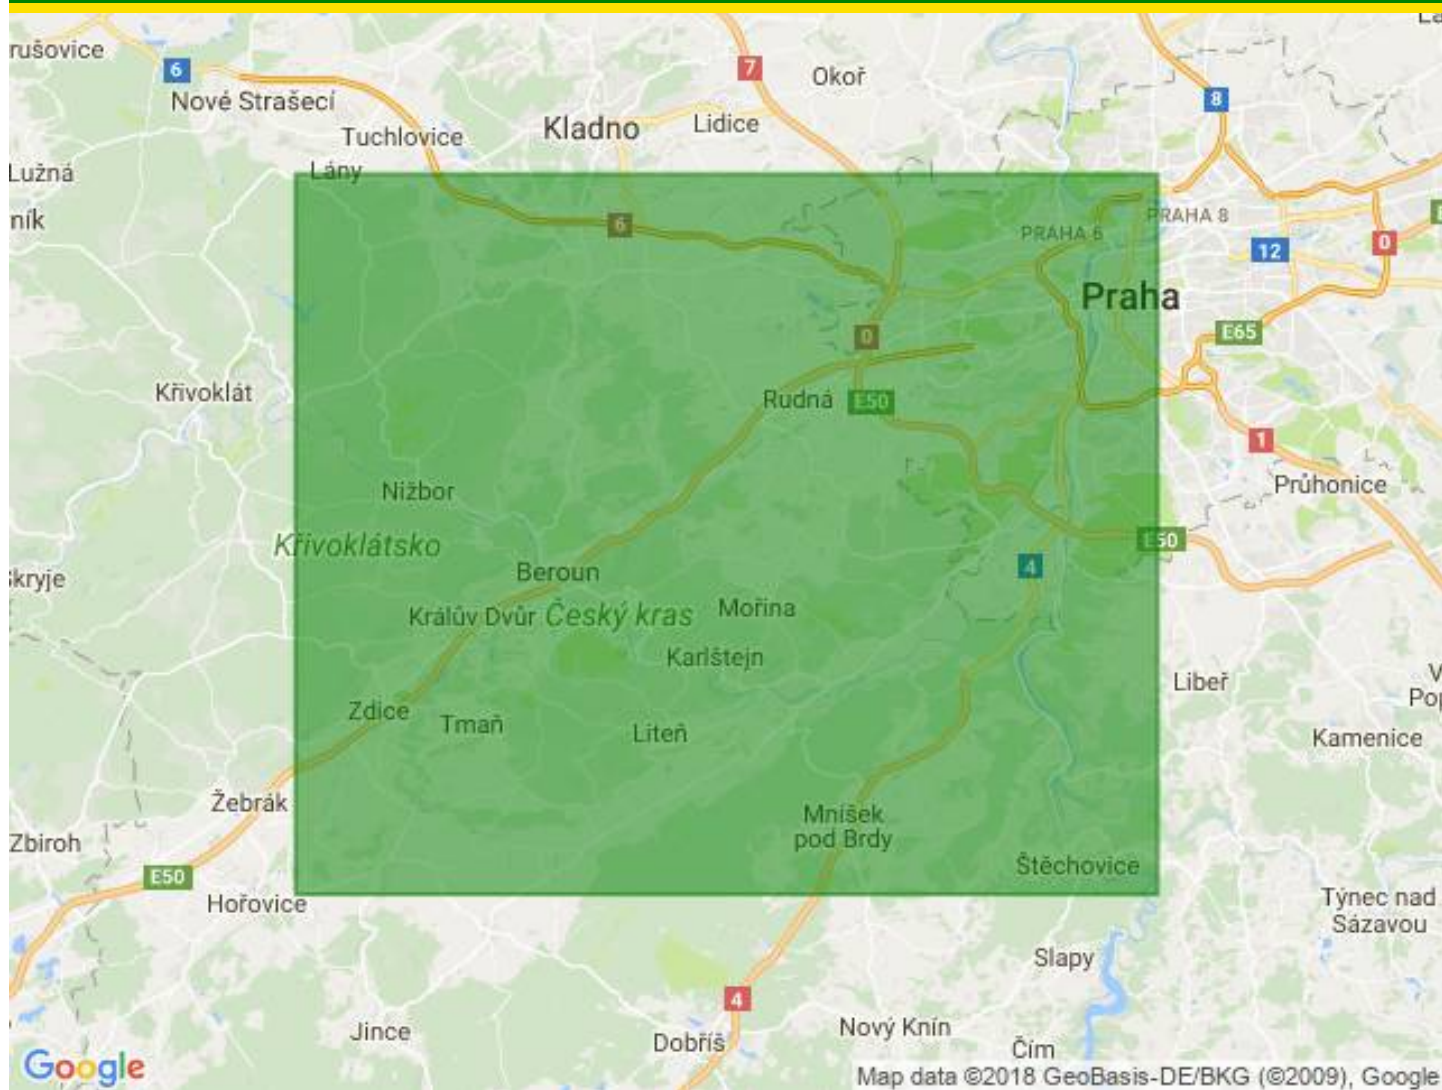 rušovice
6
7
Okoř
Nové Strašecí
8
Tuchlovice
Kladno
Lidice
Lužná
Lány
ník
6
PRAHA 6
PRAHA 8
12
0
Praha
0
E65
Křivoklát
Rudná
E50
1
Nižbor
Průhonice
Křivoklátsko
E50
Beroun
4
skryje
Králův Dvůr
Český kras
Mořina
Karlštejn
Libeř
Zdice
Tmaň
Liteň
Pop
Kamenice
Žebrák
Mníšek
pod Brdy
Zbiroh
Štěchovice
E50
Hořovice
Týnec nad
Sázavou
Slapy
4
Jince
Nový Knín
Dobříš
Čím
Google
Map data ©2018 GeoBasis-DE/BKG (©2009), Google